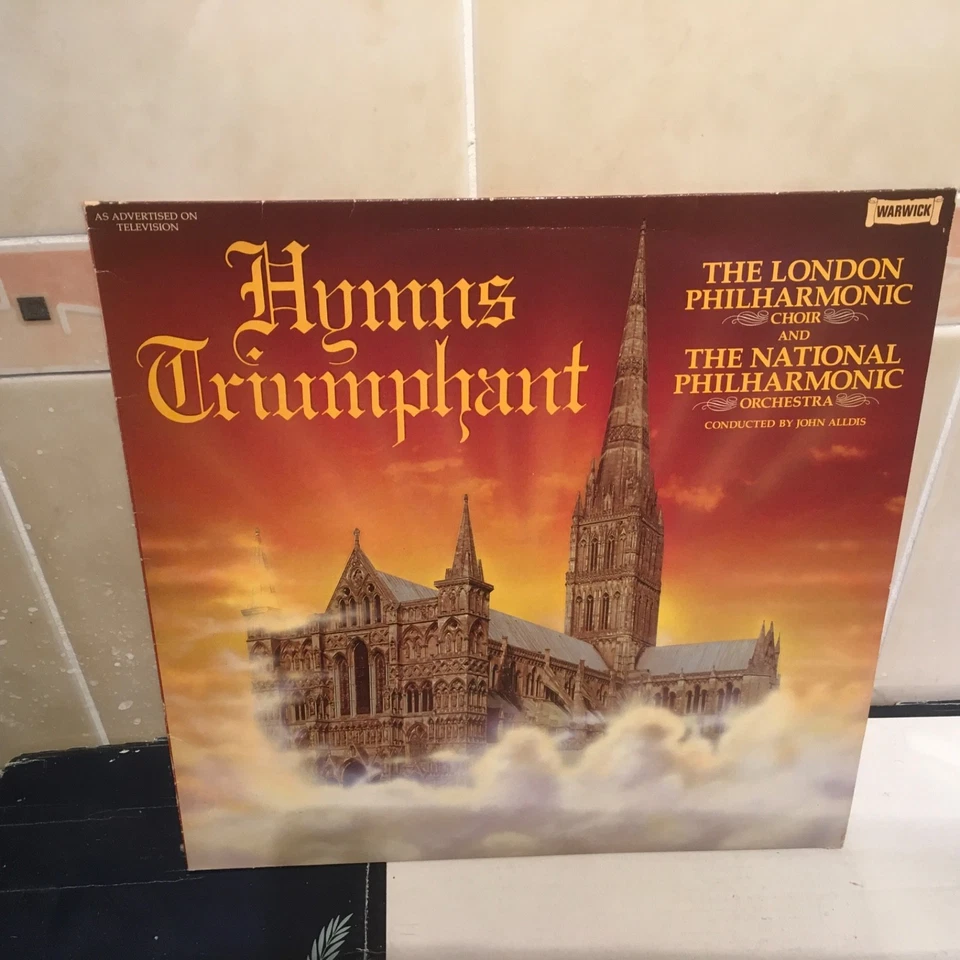 AS ADVERTISED ON
TELEVISION
WARWICK
Hymns
Triumphant
THE LONDON
PHILHARMONIC
CHOIR
AND
THE NATIONAL
PHILHARMONIC
ORCHESTRA
CONDUCTED BY JOHN ALLDIS